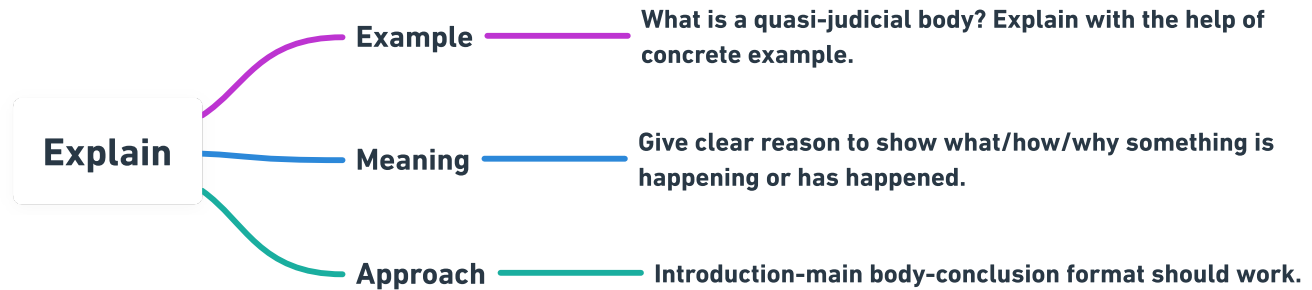 Explain
Example
What is a quasi-judicial body? Explain with the help of
concrete example.
Meaning
Give clear reason to show what/how/why something is
happening or has happened.
Approach
Introduction-main body-conclusion format should work.